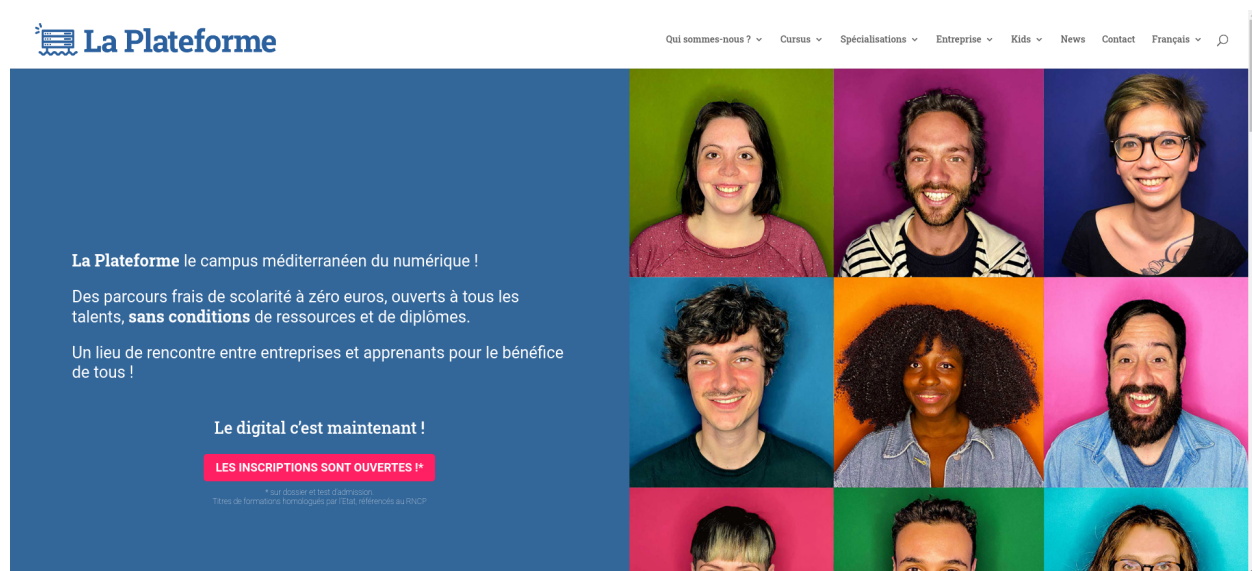 La Plateforme
Qui sommes-nous ?
Cursus
Spécialisations
Entreprise
Kids
News
Contact
Français
La Plateforme le campus méditerranéen du numérique !
Des parcours frais de scolarité à zéro euros, ouverts à tous les
talents, sans conditions de ressources et de diplômes.
Un lieu de rencontre entre entreprises et apprenants pour le bénéfice
de tous !
Le digital c'est maintenant !
LES INSCRIPTIONS SONT OUVERTES !*
* sur dossier et test d'admission.
Titres de formations homologués par l'Etat, référencés au RNCP